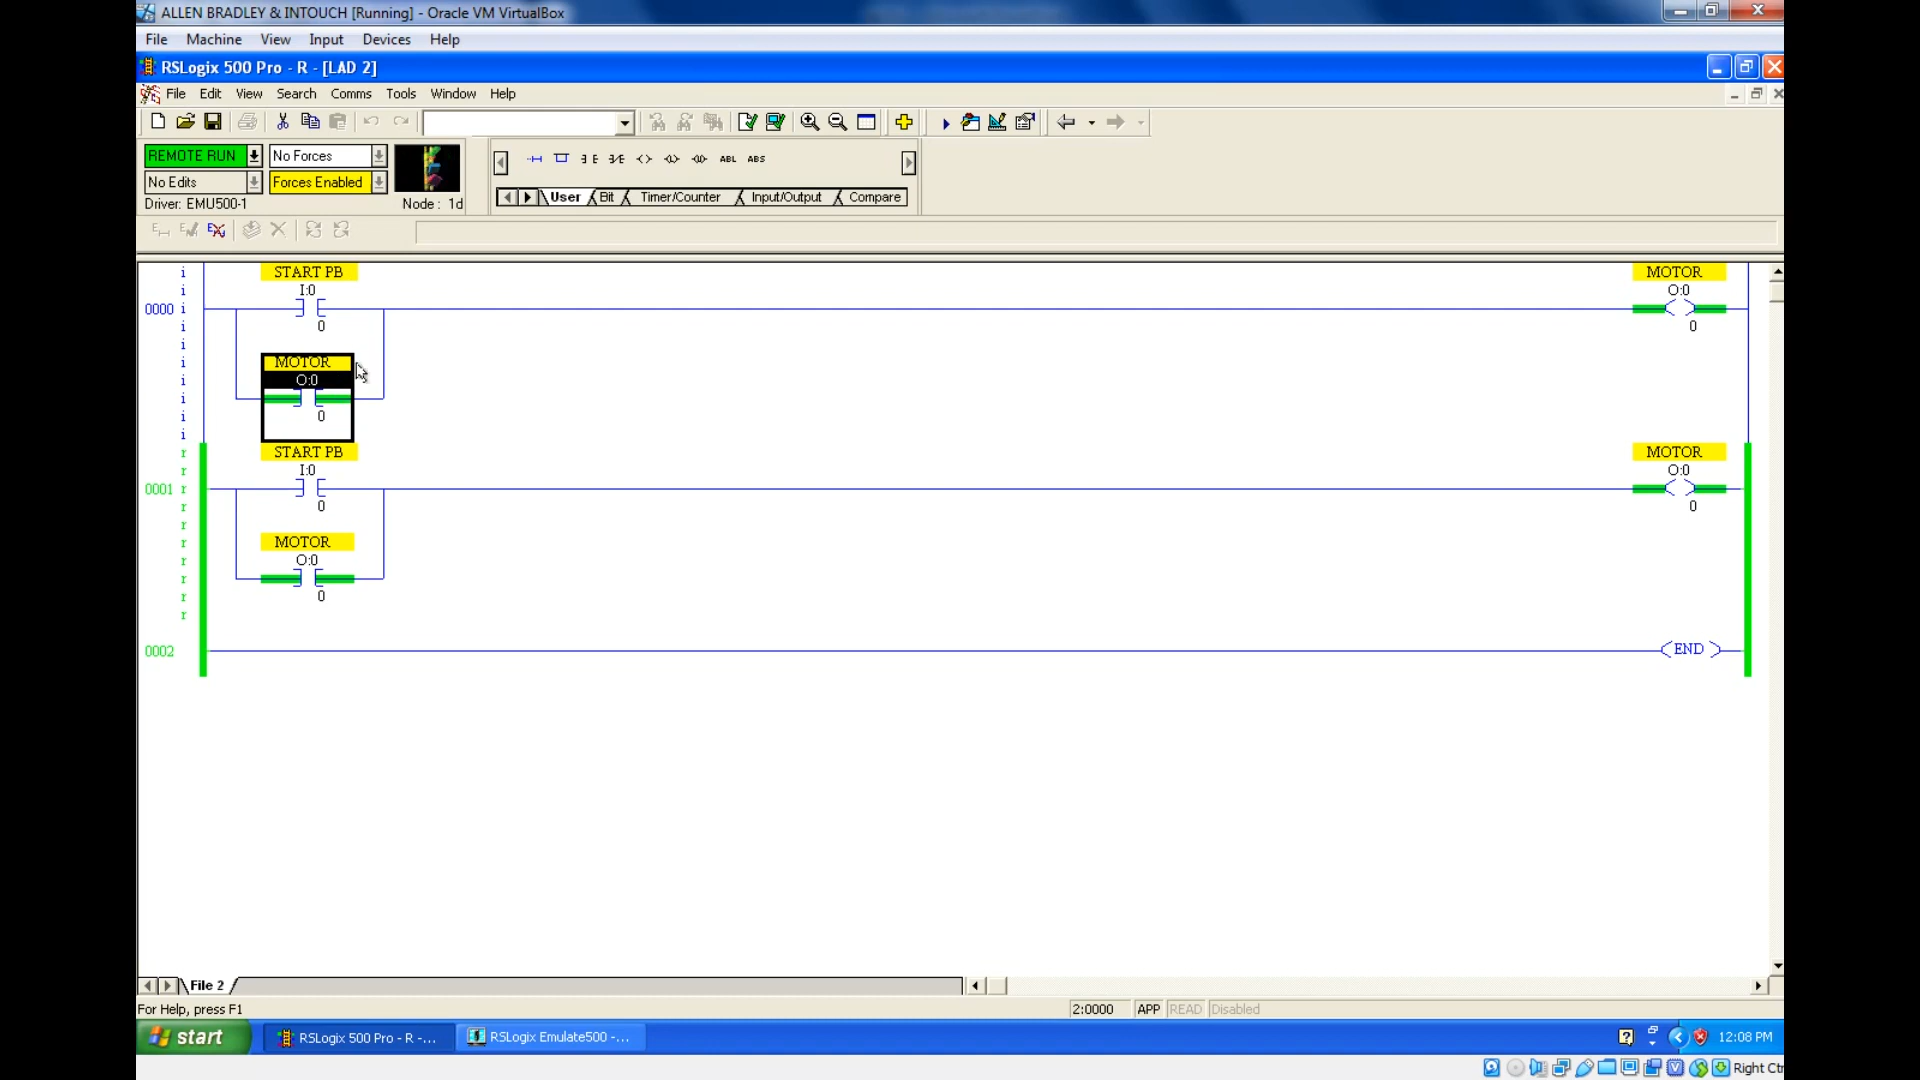 ALLEN BRADLEY & INTOUCH [Running] - Oracle VM VirtualBox
File Machine View Input Devices Help
RSLogix 500 Pro - R - [LAD 2]
File Edit View Search Comms Tools Window Help
REMOTE RUN No Forces
No Edits Forces Enabled
Driver: EMU500-1 Node : 1d
ABL ABS
User Bit Timer/Counter Input/Output Compare
START PB MOTOR
I:0 O:0
0000
0 0
MOTOR
O:0
0
START PB MOTOR
I:0 O:0
0001
0 0
MOTOR
O:0
0
0002 END
i
i
i
i
i
i
i
i
i
i
r
r
r
r
r
r
r
r
r
r
File 2
For Help, press F1 2:0000 APP READ Disabled
start RSLogix 500 Pro - R -... RSLogix Emulate500 -... 12:08 PM
Right Ctr